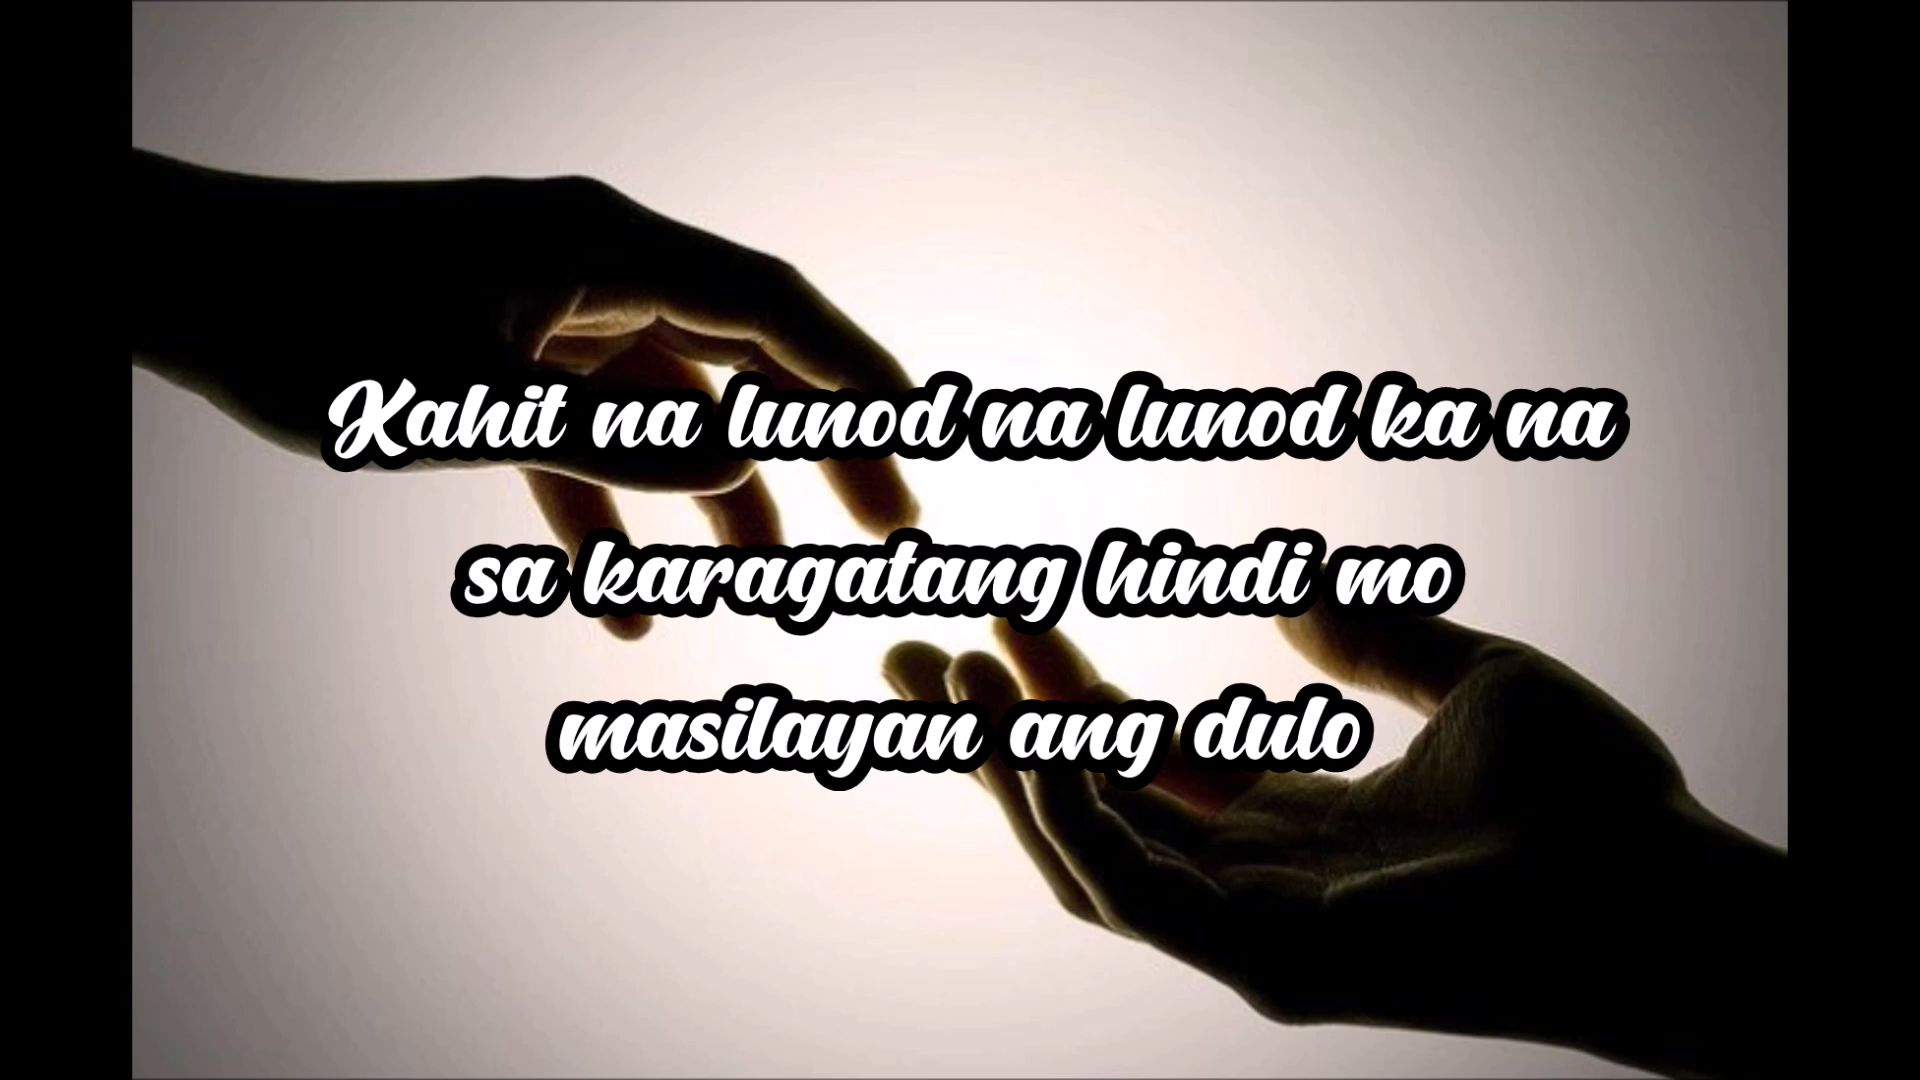 Kahit na lunod na lunod ka na
sa karagatang hindi mo
masilayan ang dulo